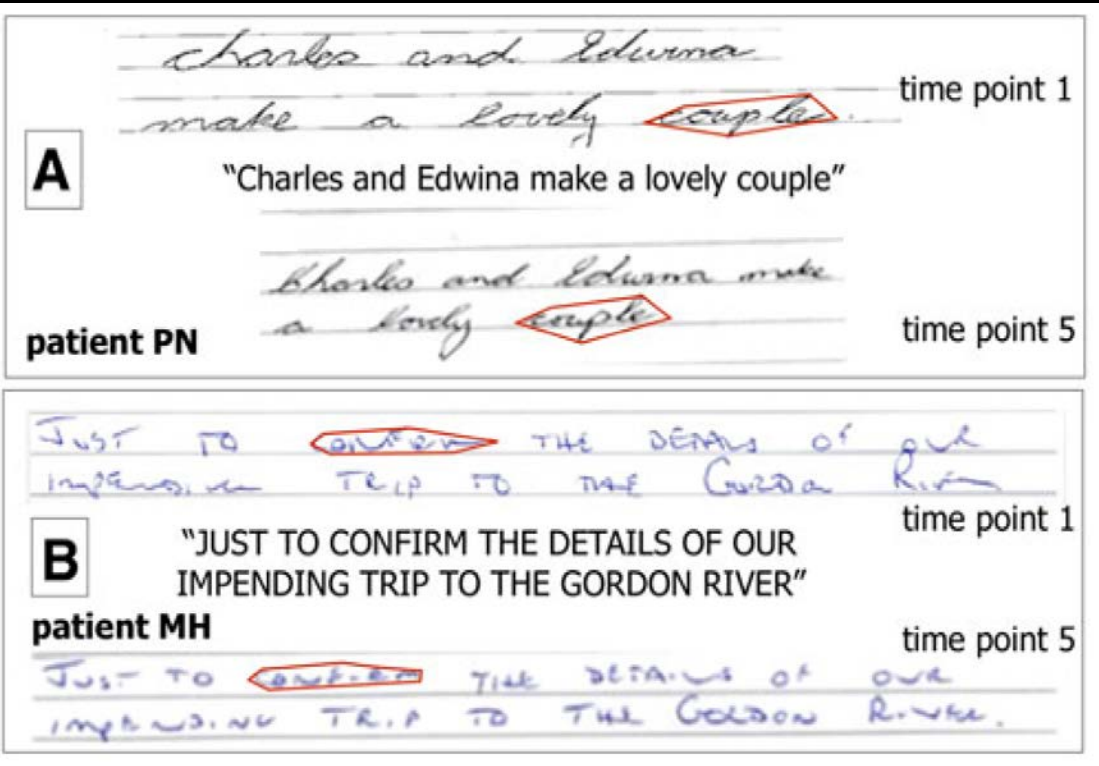 Charles and Edwina
make a lovely couple.
time point 1
A
"Charles and Edwina make a lovely couple"
Charles and Edwina make
a lovely couple
patient PN
time point 5
JUST TO CONFIRM THE DETAILS OF OUR
IMPENDING TRIP TO THE GORDON RIVER
time point 1
B
"JUST TO CONFIRM THE DETAILS OF OUR
IMPENDING TRIP TO THE GORDON RIVER"
patient MH
time point 5
JUST TO CONFIRM THE DETAILS OF OUR
IMPENDING TRIP TO THE GORDON RIVER.